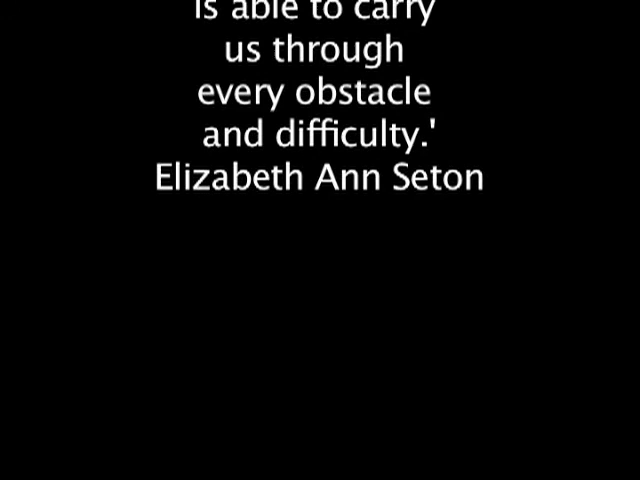 is able to carry
us through
every obstacle
and difficulty.'
Elizabeth Ann Seton